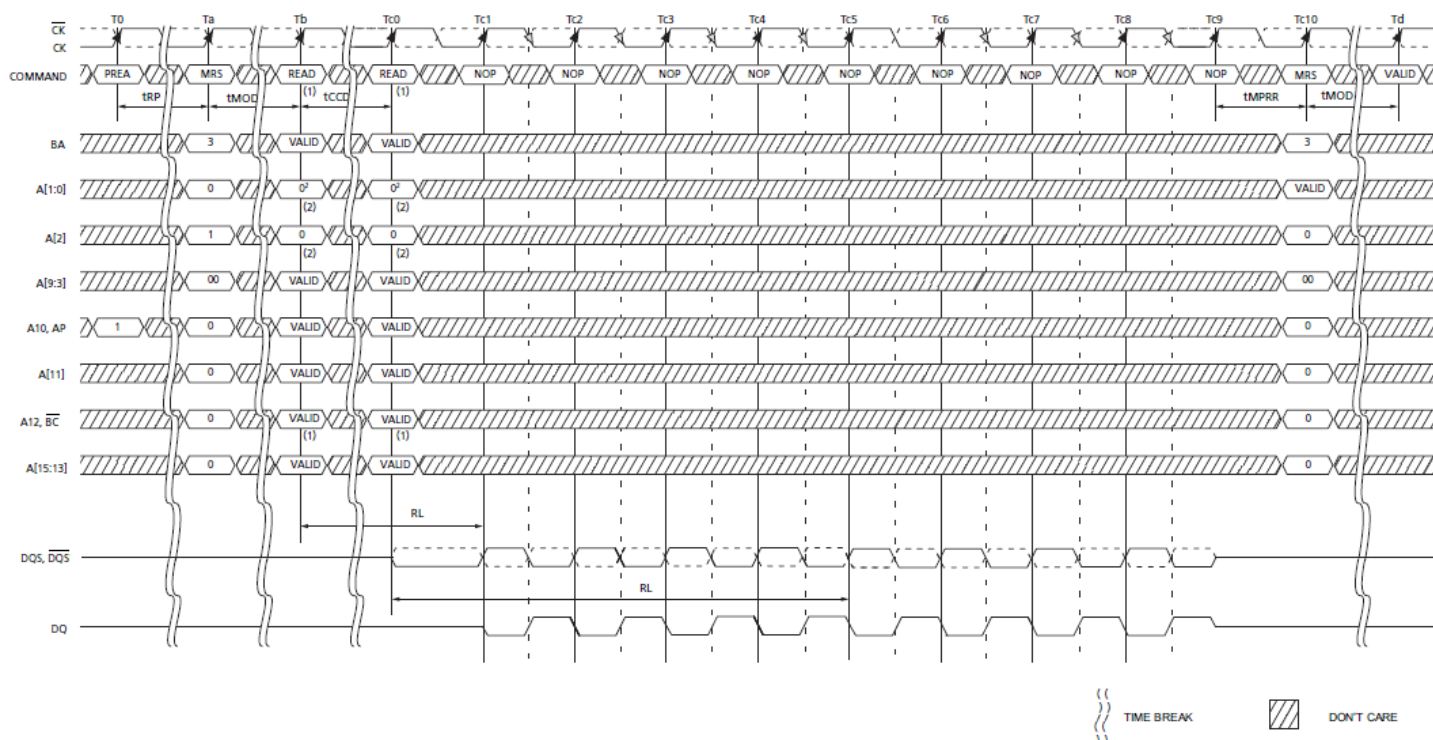 T0 Ta Tb Tc0 Tc1 Tc2 Tc3 Tc4 Tc5 Tc6 Tc7 Tc8 Tc9 Tc10 Td
CK
CK
COMMAND PREA MRS READ READ NOP NOP NOP NOP NOP NOP NOP NOP NOP MRS VALID
(1) (1)
tRP tMOD tCCD tMPRR tMOD
BA 3 VALID VALID 3
A[1:0] 0 0² 0² VALID
(2) (2)
A[2] 1 0 0 0
(2) (2)
A[9:3] 00 VALID VALID 00
A10, AP 1 0 VALID VALID 0
A[11] 0 VALID VALID 0
A12, BC 0 VALID VALID 0
(1) (1)
A[15:13] 0 VALID VALID 0
RL
DQS, DQS
RL
DQ
TIME BREAK DON'T CARE